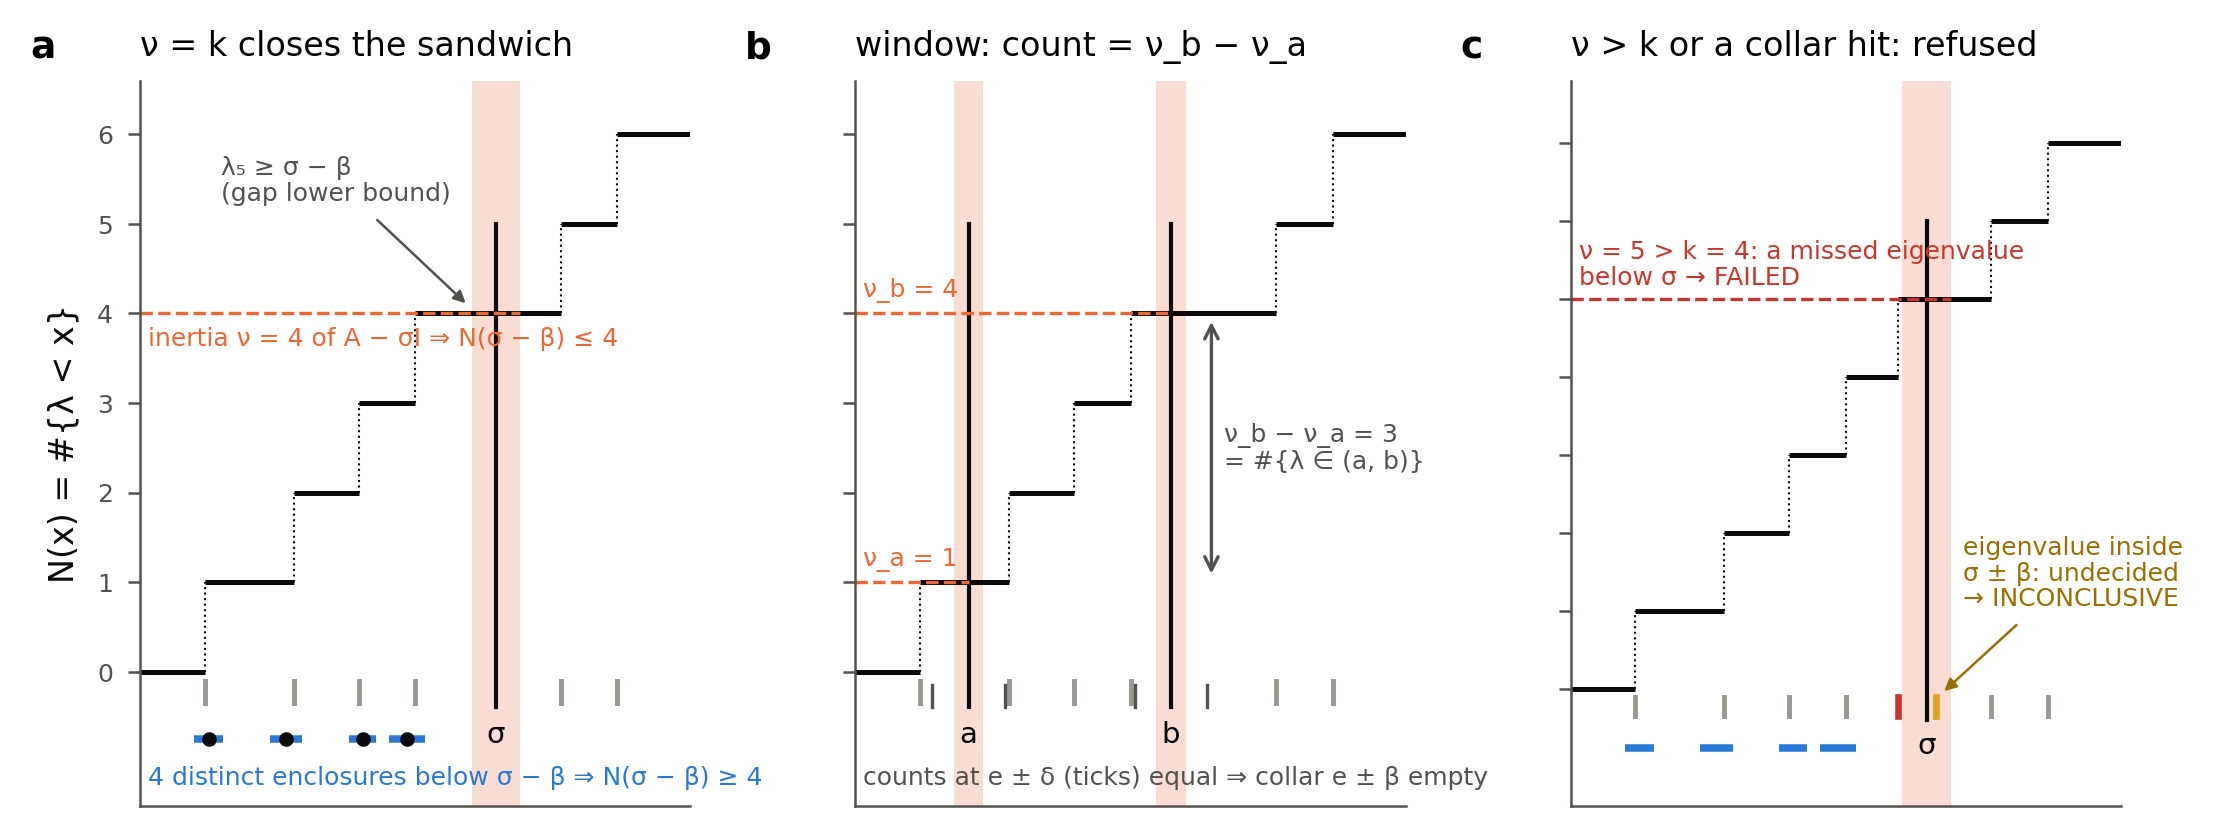 a
ν = k closes the sandwich
b
window: count = ν_b − ν_a
c
ν > k or a collar hit: refused
N(x) = #{λ < x}
6
5
4
3
2
1
0
λ₅ ≥ σ − β
(gap lower bound)
inertia ν = 4 of A − σI ⇒ N(σ − β) ≤ 4
σ
4 distinct enclosures below σ − β ⇒ N(σ − β) ≥ 4
ν_b = 4
ν_b − ν_a = 3
= #{λ ∈ (a, b)}
ν_a = 1
a
b
counts at e ± δ (ticks) equal ⇒ collar e ± β empty
ν = 5 > k = 4: a missed eigenvalue
below σ → FAILED
eigenvalue inside
σ ± β: undecided
→ INCONCLUSIVE
σ